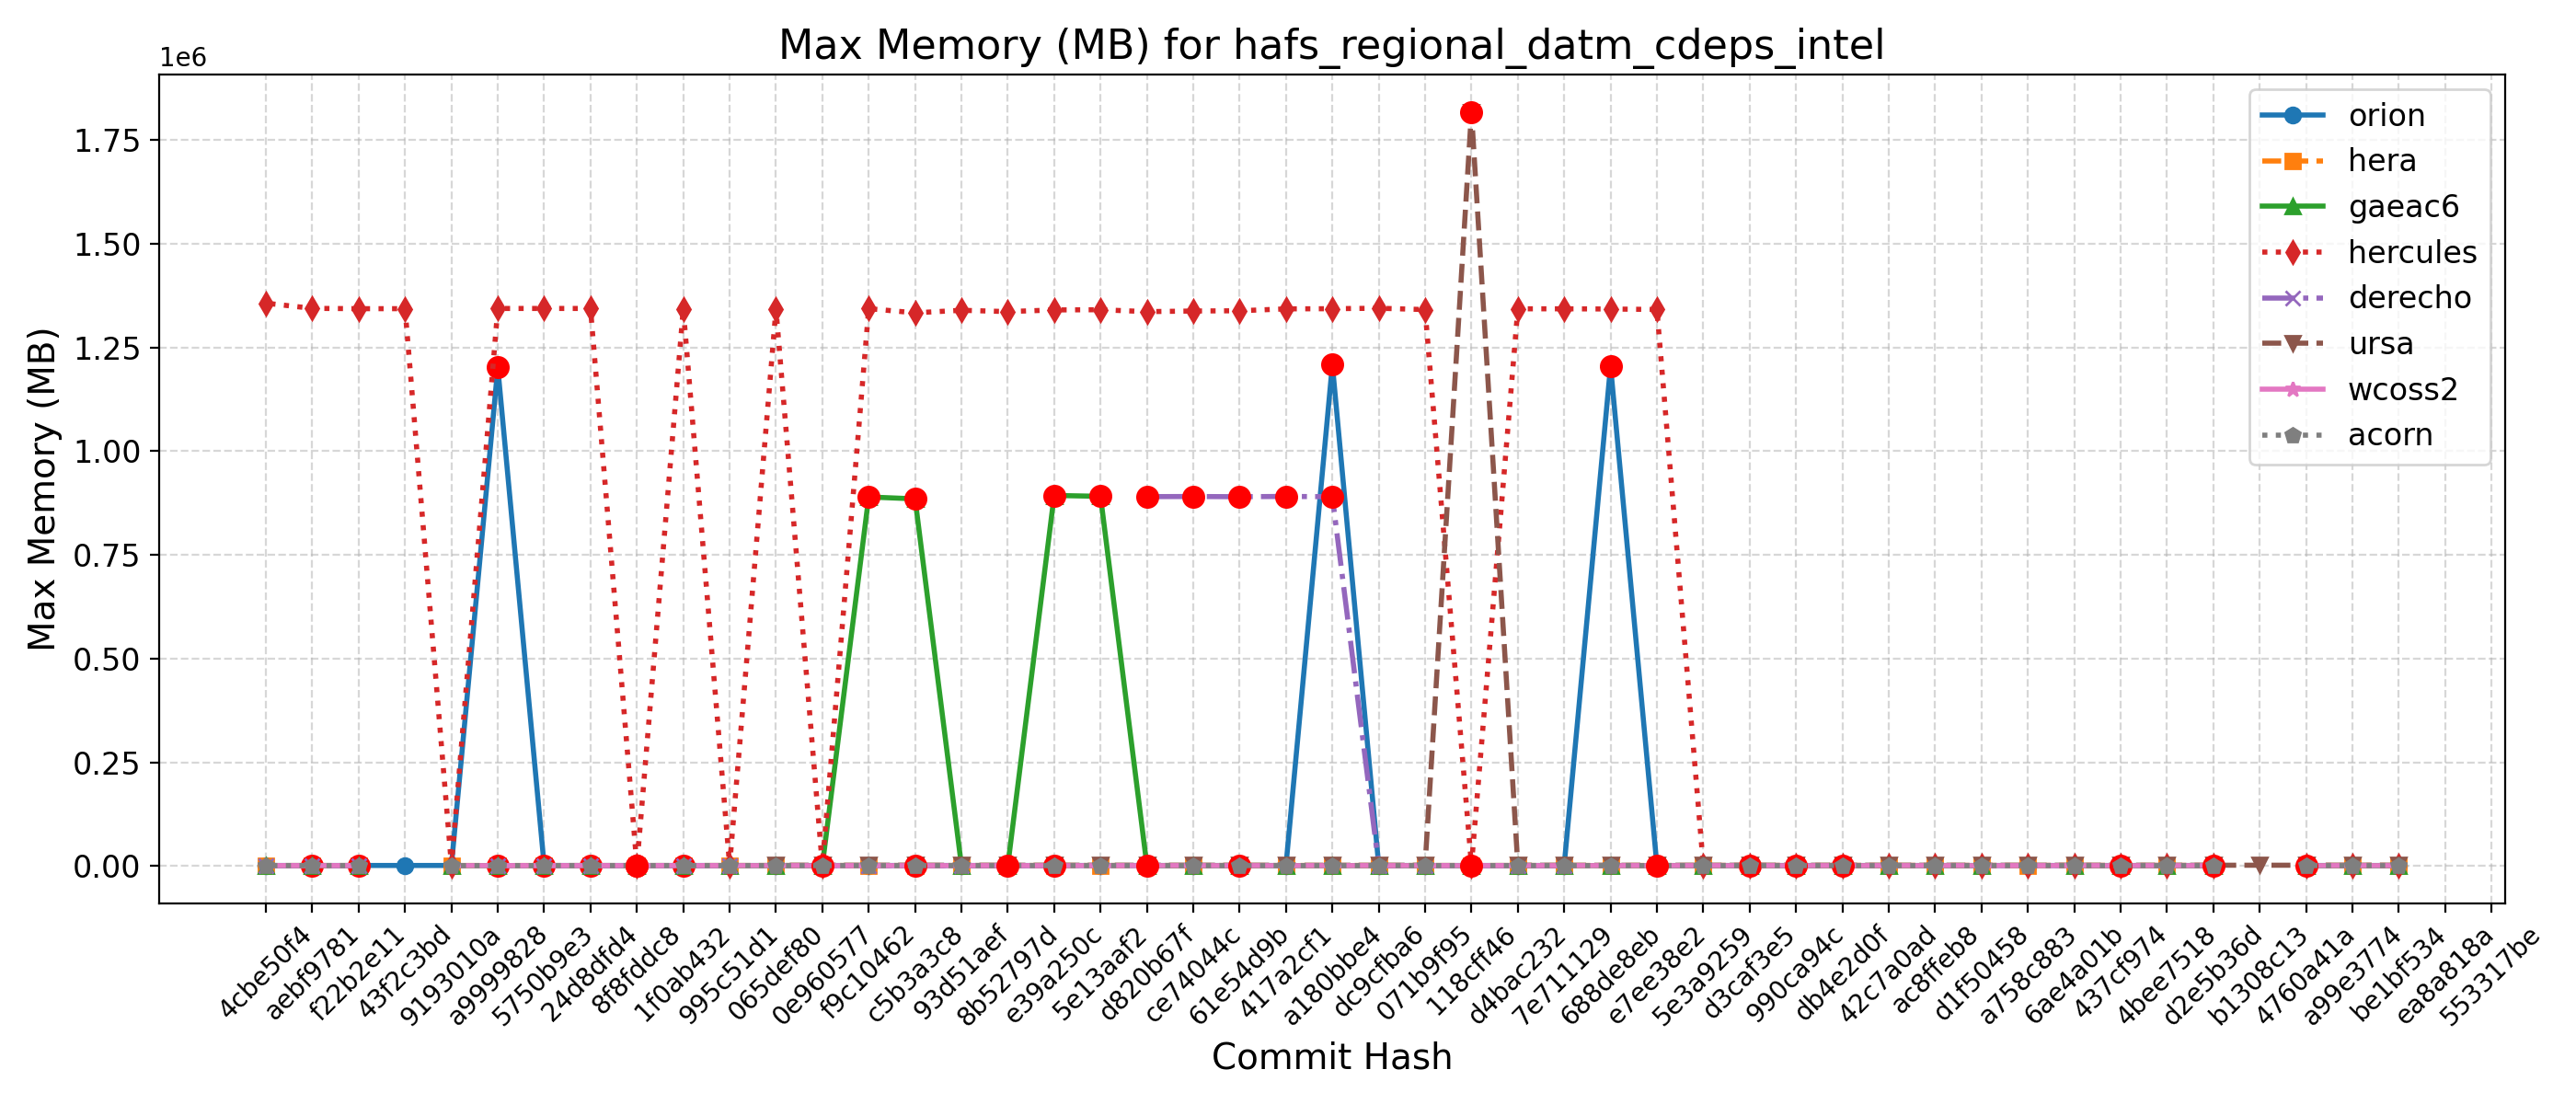 Max Memory (MB) for hafs_regional_datm_cdeps_intel
1e6
1.75
1.50
1.25
1.00
0.75
0.50
0.25
0.00
Max Memory (MB)
orion
hera
gaeac6
hercules
derecho
ursa
wcoss2
acorn
4cbe50f4
aebf9781
f22b2e11
43f2c3bd
9193010a
a9999828
5750b9e3
24d8dfd4
8f8fddc8
1f0ab432
995c51d1
065def80
0e960577
f9c10462
c5b3a3c8
93d51aef
8b52797d
e39a250c
5e13aaf2
d820b67f
ce74044c
61e54d9b
417a2cf1
a180bbe4
dc9cfba6
071b9f95
118cff46
d4bac232
7e711129
688de8eb
e7ee38e2
5e3a9259
d3caf3e5
990ca94c
db4e2d0f
42c7a0ad
ac8ffeb8
d1f50458
a758c883
6ae4a01b
437cf974
4bee7518
d2e5b36d
b1308c13
4760a41a
a99e3774
be1bf534
ea8a818a
553317be
Commit Hash